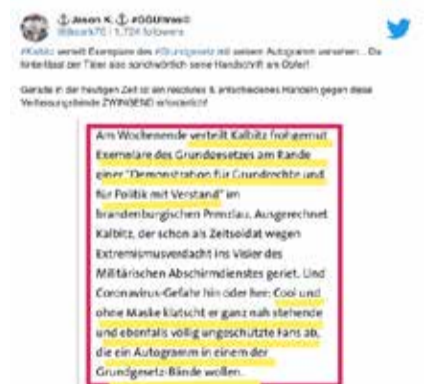 Jason K. #GGUltras
| 1,724 followers
#Kalbitz verteilt Exemplare des #Grundgesetz mit seinem Autogramm versehen... Da
hinterlässt der Täter also sprichwörtlich seine Handschrift am Opfer!
Gerade in der heutigen Zeit ist ein resolutes & entschiedenes Handeln gegen diese
Verfassungsfeinde ZWINGEND erforderlich!
Am Wochenende verteilt Kalbitz frohgemut
Exemplare des Grundgesetzes am Rande
einer "Demonstration für Grundrechte und
für Politik mit Verstand" im
brandenburgischen Prenzlau. Ausgerechnet
Kalbitz, der schon als Zeitsoldat wegen
Extremismusverdacht ins Visier des
Militärischen Abschirmdienstes geriet. Und
Coronavirus-Gefahr hin oder her: Cool und
ohne Maske klatscht er ganz nah stehende
und ebenfalls völlig ungeschützte Fans ab,
die ein Autogramm in einem der
Grundgesetz-Bände wollen.